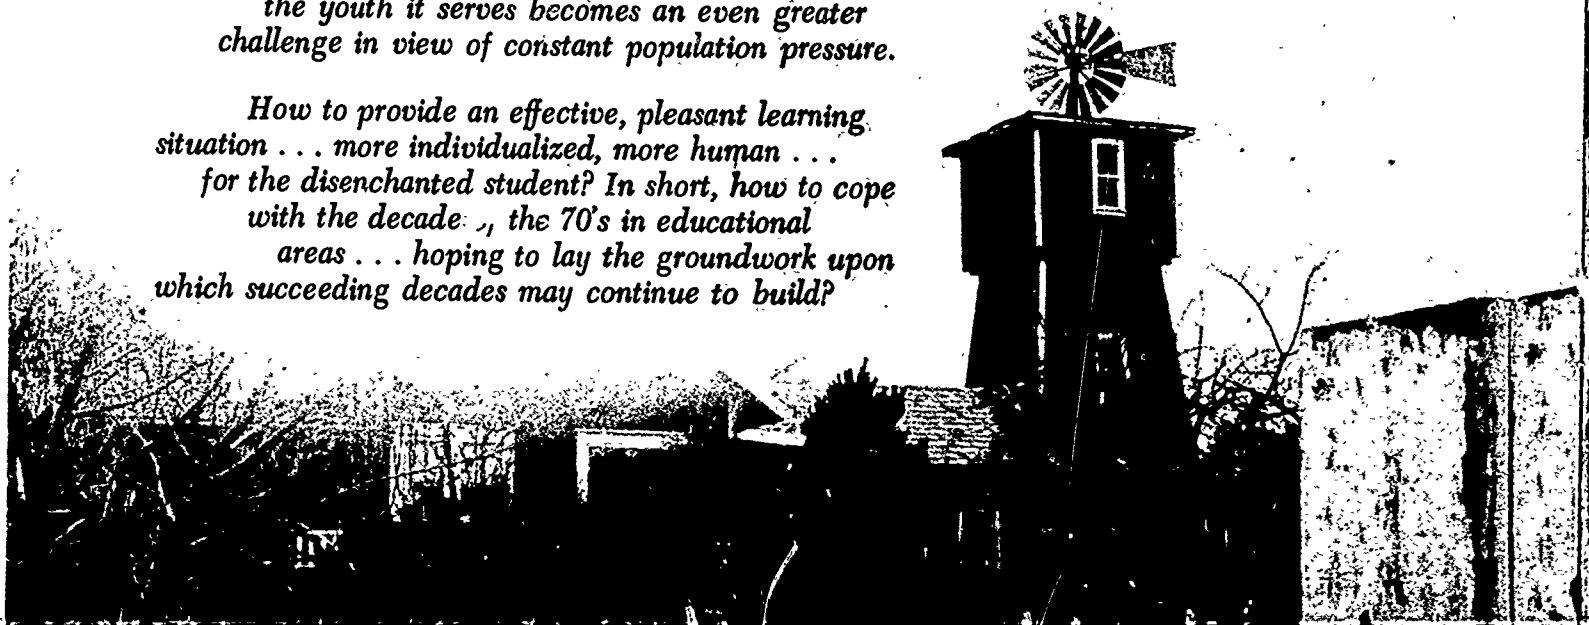 the youth it serves becomes an even greater
challenge in view of constant population pressure.
How to provide an effective, pleasant learning
situation . . . more individualized, more human . . .
for the disenchanted student? In short, how to cope
with the decade the 70's in educational
areas . . . hoping to lay the groundwork upon
which succeeding decades may continue to build?